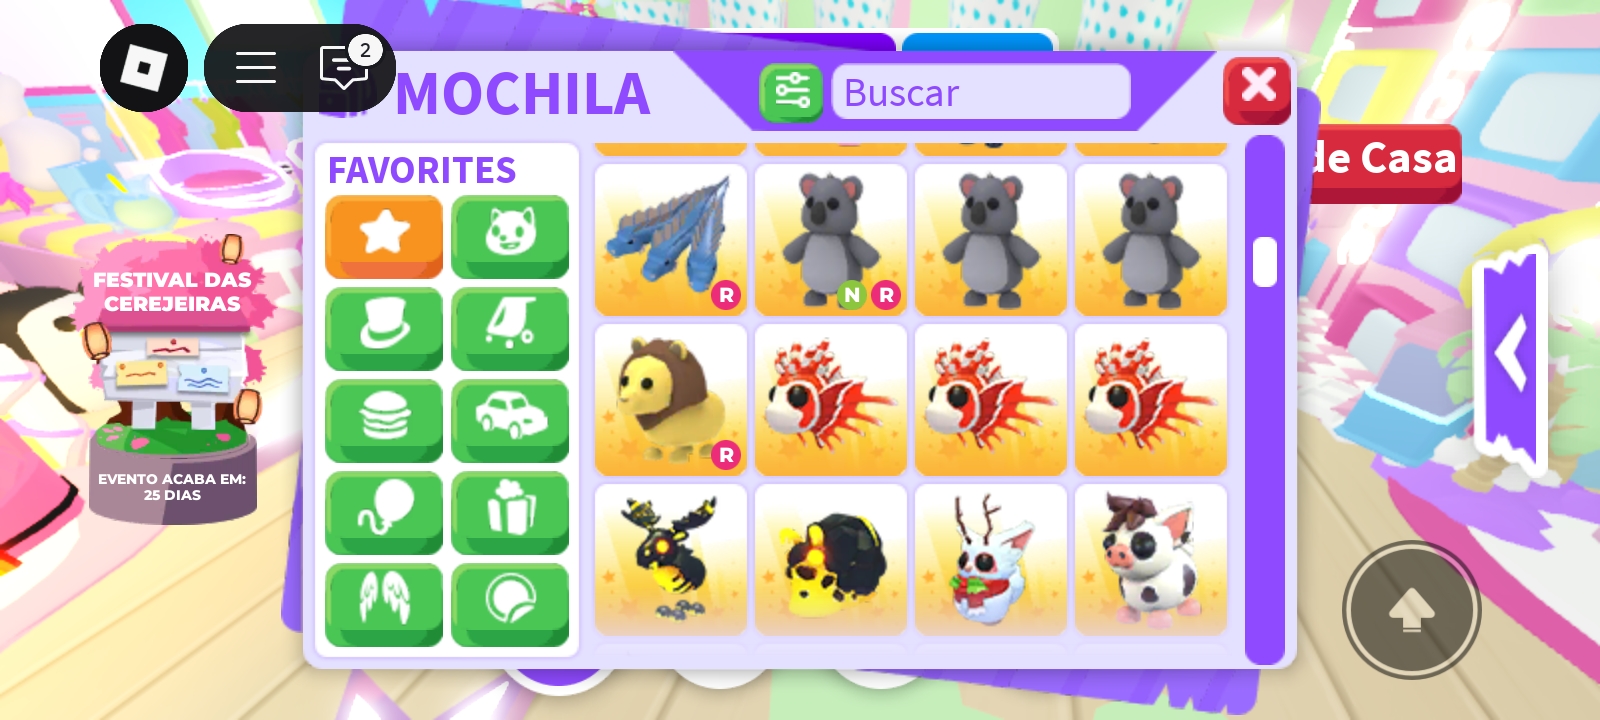 2
MOCHILA
Buscar
FAVORITES
de Casa
FESTIVAL DAS
CEREJEIRAS
EVENTO ACABA EM:
25 DIAS
R
N R
R